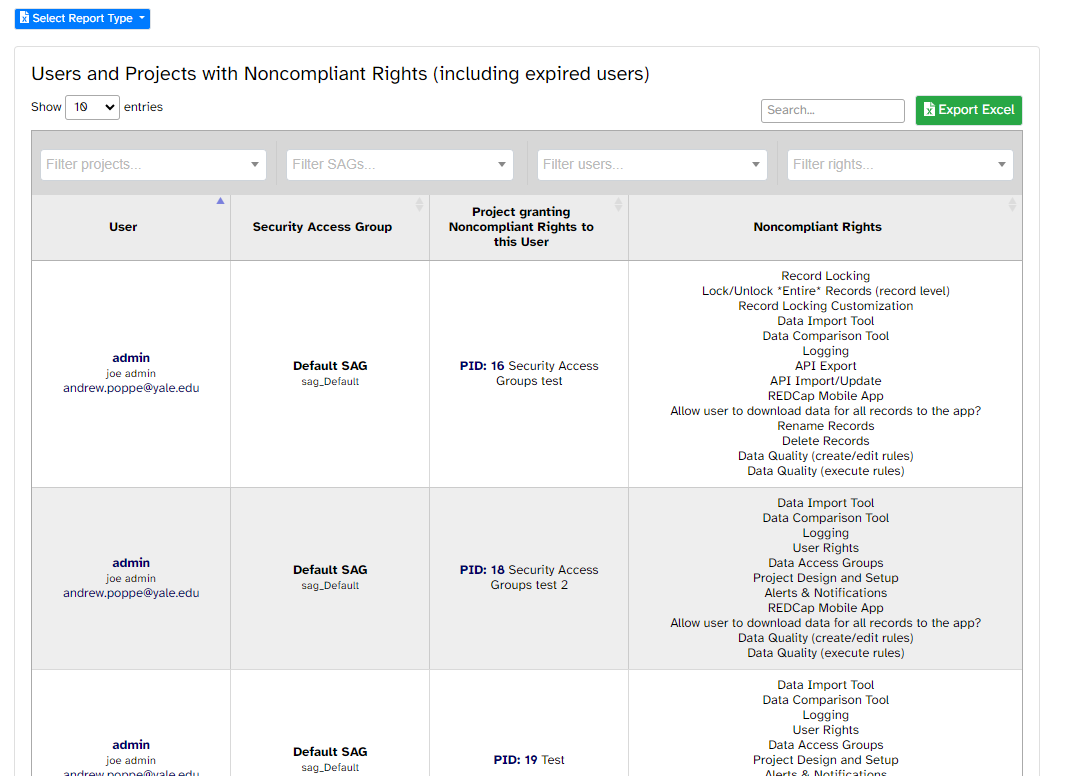 Select Report Type
Users and Projects with Noncompliant Rights (including expired users)
Show 10 entries
Search...
Export Excel
Filter projects...
Filter SAGs...
Filter users...
Filter rights...
User
Security Access Group
Project granting
Noncompliant Rights to
this User
Noncompliant Rights
admin
joe admin
andrew.poppe@yale.edu
Default SAG
sag_Default
PID: 16 Security Access
Groups test
Record Locking
Lock/Unlock *Entire* Records (record level)
Record Locking Customization
Data Import Tool
Data Comparison Tool
Logging
API Export
API Import/Update
REDCap Mobile App
Allow user to download data for all records to the app?
Rename Records
Delete Records
Data Quality (create/edit rules)
Data Quality (execute rules)
admin
joe admin
andrew.poppe@yale.edu
Default SAG
sag_Default
PID: 18 Security Access
Groups test 2
Data Import Tool
Data Comparison Tool
Logging
User Rights
Data Access Groups
Project Design and Setup
Alerts & Notifications
REDCap Mobile App
Allow user to download data for all records to the app?
Data Quality (create/edit rules)
Data Quality (execute rules)
admin
joe admin
andrew.poppe@yale.edu
Default SAG
sag_Default
PID: 19 Test
Data Import Tool
Data Comparison Tool
Logging
User Rights
Data Access Groups
Project Design and Setup
Alerts & Notifications